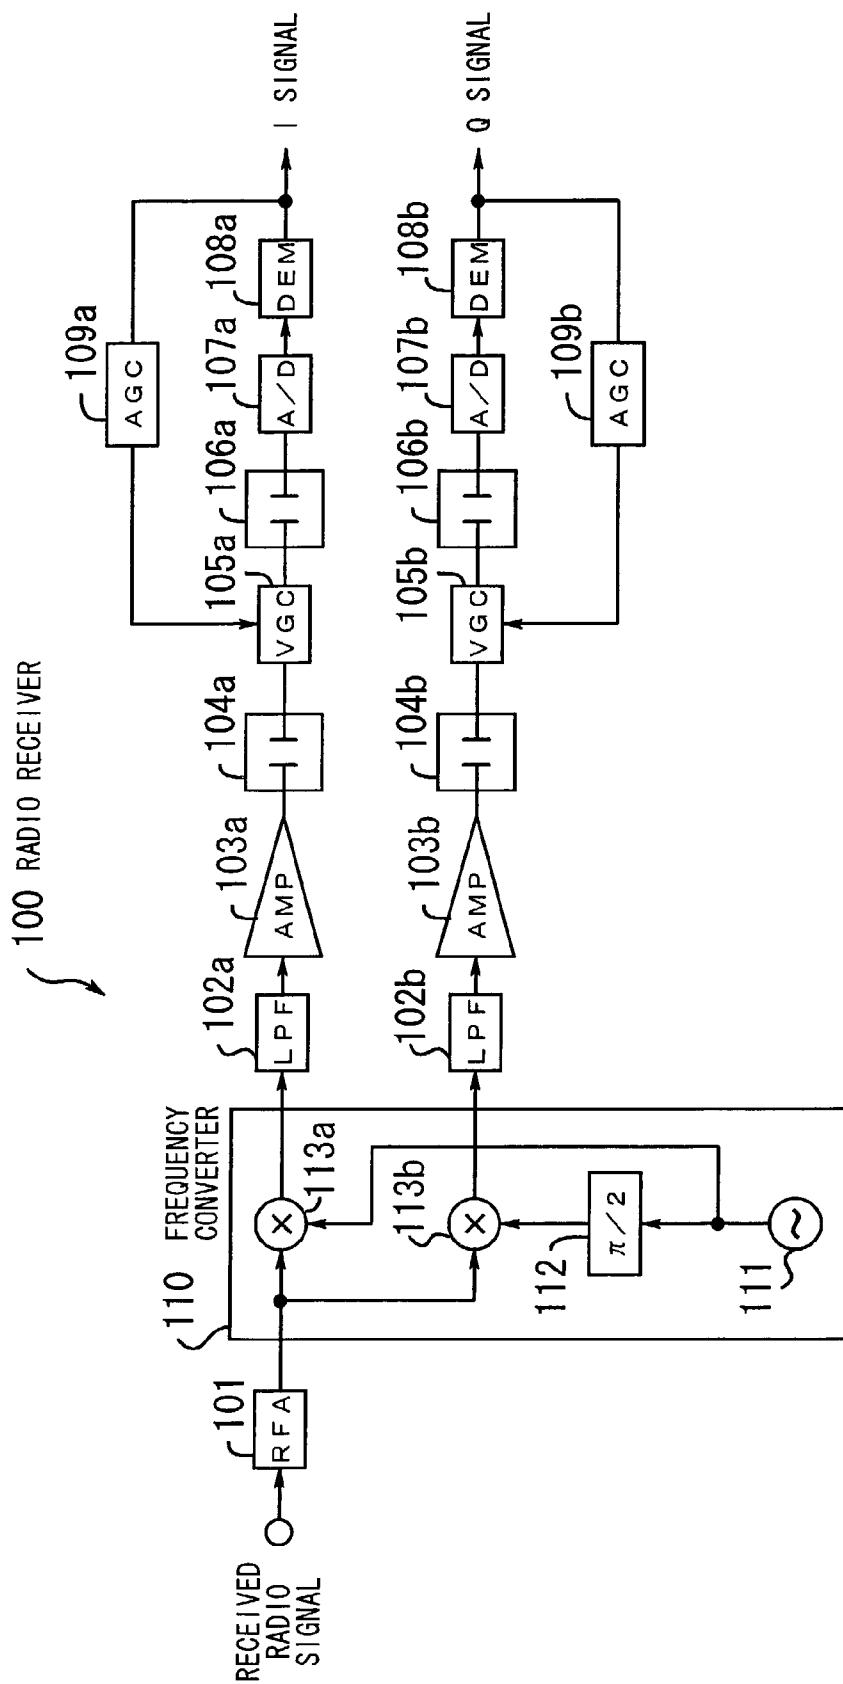 100 RADIO RECEIVER
RECEIVED
RADIO
SIGNAL
101
RFA
110
FREQUENCY
CONVERTER
113a
113b
112
π/2
111
102a
LPF
103a
AMP
104a
105a
VGC
106a
107a
A/D
108a
DEM
109a
AGC
I SIGNAL
102b
LPF
103b
AMP
104b
105b
VGC
106b
107b
A/D
108b
DEM
109b
AGC
Q SIGNAL